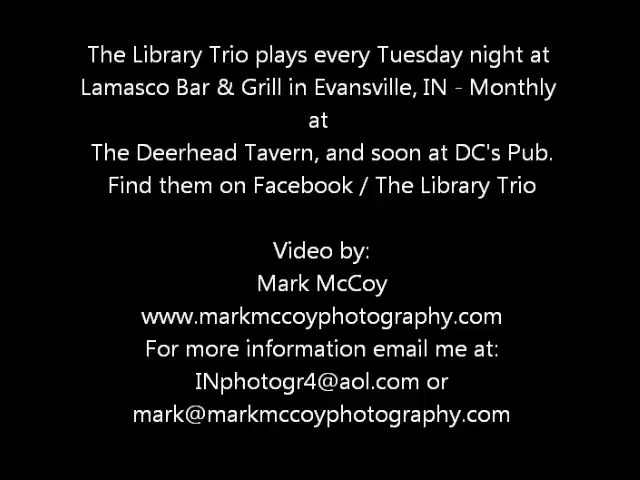 The Library Trio plays every Tuesday night at
Lamasco Bar & Grill in Evansville, IN - Monthly
at
The Deerhead Tavern, and soon at DC's Pub.
Find them on Facebook / The Library Trio
Video by:
Mark McCoy
www.markmccoyphotography.com
For more information email me at:
INphotogr4@aol.com or
mark@markmccoyphotography.com